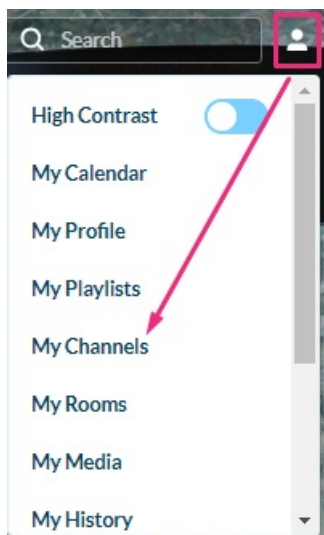 Search
High Contrast
My Calendar
My Profile
My Playlists
My Channels
My Rooms
My Media
My History